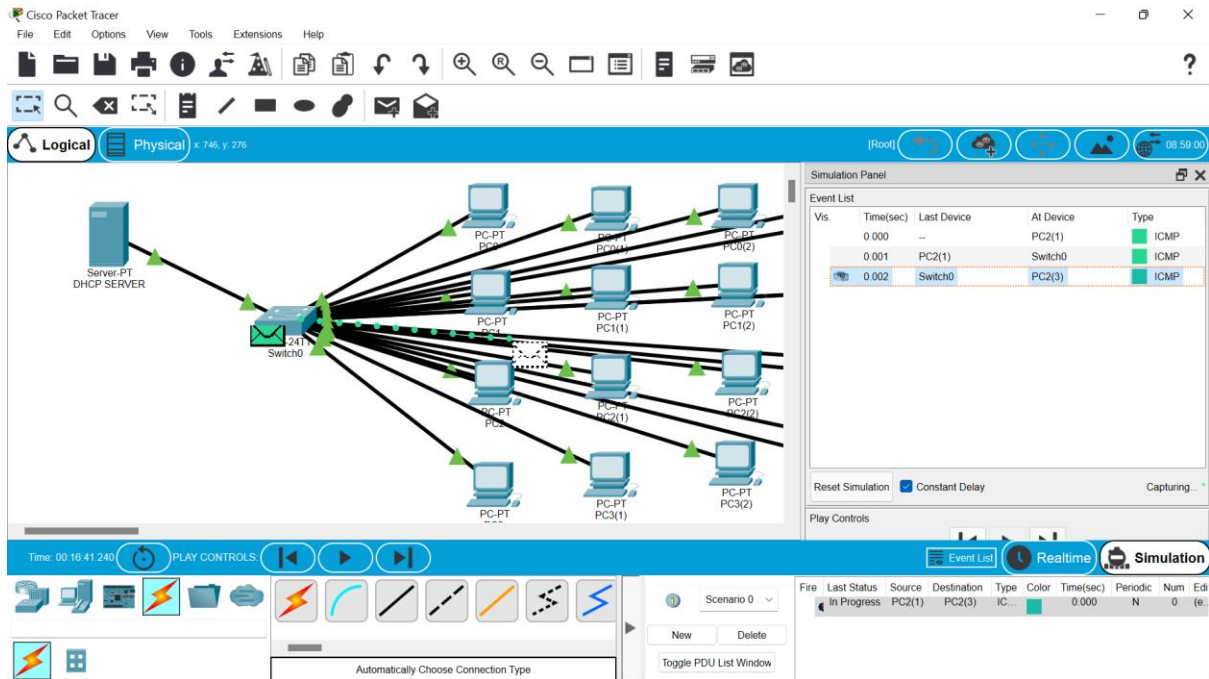 Cisco Packet Tracer
File Edit Options View Tools Extensions Help
Logical Physical x: 746, y: 276 [Root] 08:59:00
Server-PT
DHCP SERVER
-24T
Switch0
PC-PT
PC0
PC-PT
PC0(1)
PC-PT
PC0(2)
PC-PT
PC1
PC-PT
PC1(1)
PC-PT
PC1(2)
PC-PT
PC2
PC-PT
PC2(1)
PC-PT
PC2(2)
PC-PT
PC-PT
PC3(1)
PC-PT
PC3(2)
Simulation Panel
Event List
Vis. Time(sec) Last Device At Device Type
0.000 -- PC2(1) ICMP
0.001 PC2(1) Switch0 ICMP
0.002 Switch0 PC2(3) ICMP
Reset Simulation Constant Delay Capturing...
Play Controls
Time: 00:16:41.240 PLAY CONTROLS: Event List Realtime Simulation
Scenario 0
New Delete
Toggle PDU List Window
Automatically Choose Connection Type
Fire Last Status Source Destination Type Color Time(sec) Periodic Num Edi
In Progress PC2(1) PC2(3) IC... 0.000 N 0 (e...